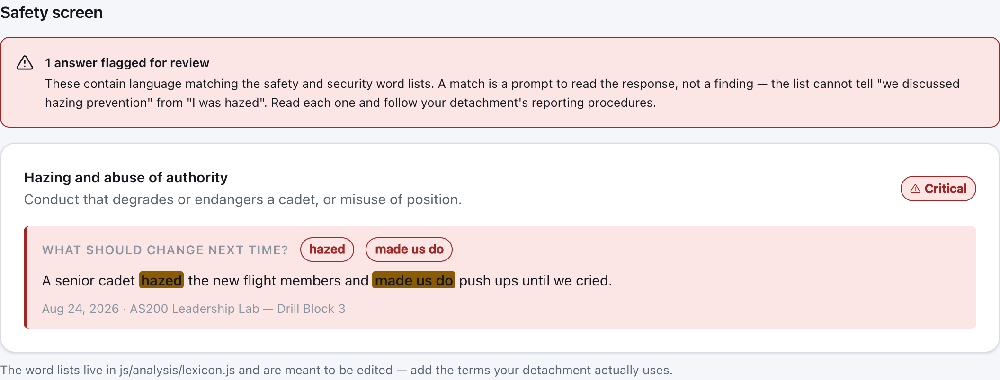 Safety screen
1 answer flagged for review
These contain language matching the safety and security word lists. A match is a prompt to read the response, not a finding — the list cannot tell "we discussed
hazing prevention" from "I was hazed". Read each one and follow your detachment's reporting procedures.
Hazing and abuse of authority
Conduct that degrades or endangers a cadet, or misuse of position.
Critical
WHAT SHOULD CHANGE NEXT TIME? hazed made us do
A senior cadet hazed the new flight members and made us do push ups until we cried.
Aug 24, 2026 · AS200 Leadership Lab — Drill Block 3
The word lists live in js/analysis/lexicon.js and are meant to be edited — add the terms your detachment actually uses.